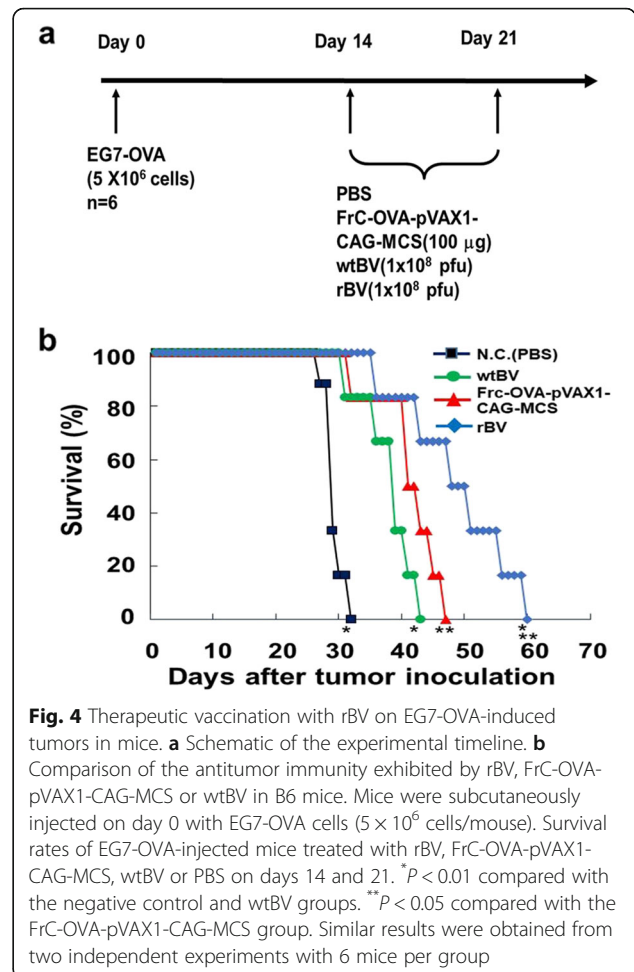 a
Day 0 Day 14 Day 21
EG7-OVA
(5 X10⁶ cells)
n=6
PBS
FrC-OVA-pVAX1-
CAG-MCS(100 μg)
wtBV(1x10⁸ pfu)
rBV(1x10⁸ pfu)
b
100
80
60
40
20
0
Survival (%)
N.C.(PBS)
wtBV
Frc-OVA-pVAX1-
CAG-MCS
rBV
* * ** * **
0 10 20 30 40 50 60 70
Days after tumor inoculation
Fig. 4 Therapeutic vaccination with rBV on EG7-OVA-induced
tumors in mice. a Schematic of the experimental timeline. b
Comparison of the antitumor immunity exhibited by rBV, FrC-OVA-
pVAX1-CAG-MCS or wtBV in B6 mice. Mice were subcutaneously
injected on day 0 with EG7-OVA cells (5 × 10⁶ cells/mouse). Survival
rates of EG7-OVA-injected mice treated with rBV, FrC-OVA-pVAX1-
CAG-MCS, wtBV or PBS on days 14 and 21. *P < 0.01 compared with
the negative control and wtBV groups. **P < 0.05 compared with the
FrC-OVA-pVAX1-CAG-MCS group. Similar results were obtained from
two independent experiments with 6 mice per group